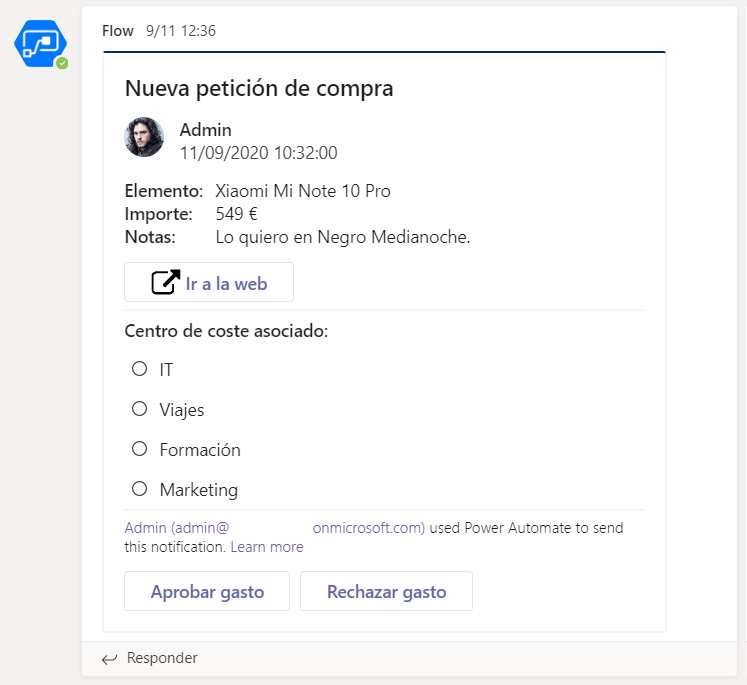 Flow 9/11 12:36
Nueva petición de compra
Admin
11/09/2020 10:32:00
Elemento: Xiaomi Mi Note 10 Pro
Importe: 549 €
Notas: Lo quiero en Negro Medianoche.
Ir a la web
Centro de coste asociado:
IT
Viajes
Formación
Marketing
Admin (admin@ onmicrosoft.com) used Power Automate to send
this notification. Learn more
Aprobar gasto Rechazar gasto
Responder